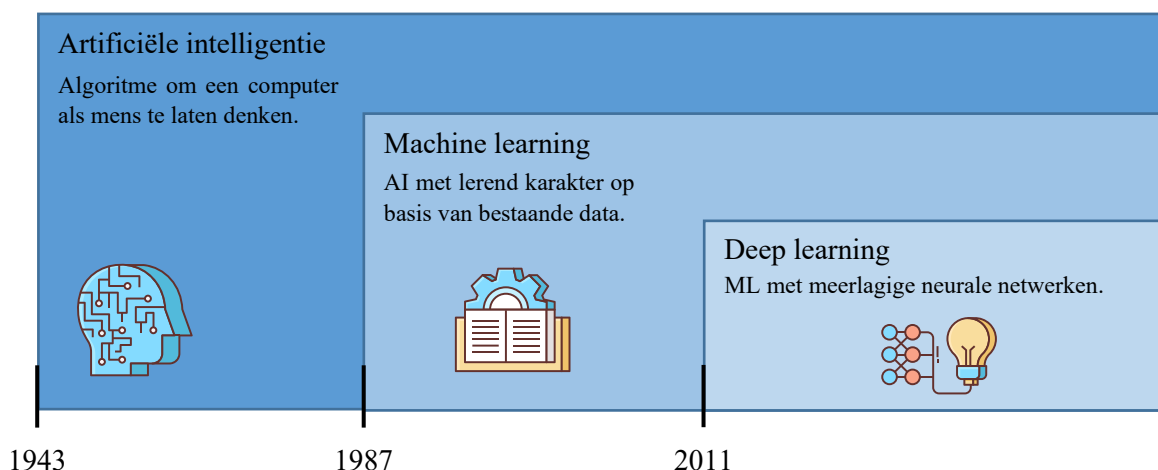 Artificiële intelligentie
Algoritme om een computer
als mens te laten denken.
Machine learning
AI met lerend karakter op
basis van bestaande data.
Deep learning
ML met meerlagige neurale netwerken.
1943
1987
2011